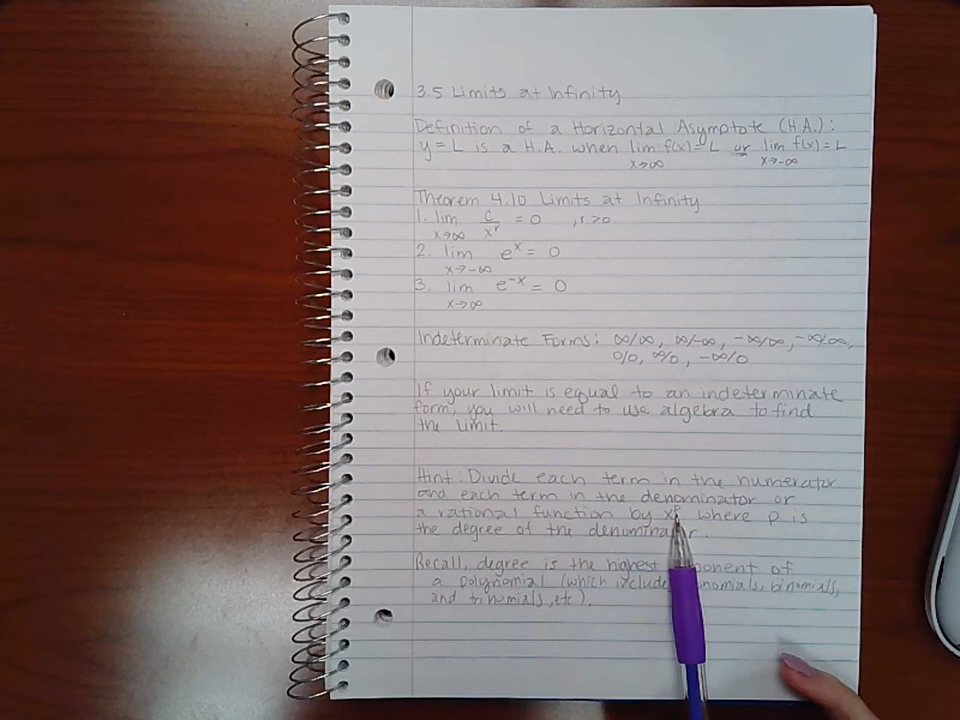 3.5 Limits at Infinity
Definition of a Horizontal Asymptote (H.A.):
y = L is a H.A. when lim f(x) = L or lim f(x) = L
x→∞ x→-∞
Theorem 4.10 Limits at Infinity
1. lim c/x^r = 0 , r>0
x→∞
2. lim e^x = 0
x→-∞
3. lim e^-x = 0
x→∞
Indeterminate Forms: ∞/∞, ∞/-∞, -∞/∞, -∞/-∞,
0/0, ∞/0, -∞/0
If your limit is equal to an indeterminate
form, you will need to use algebra to find
the limit.
Hint: Divide each term in the numerator
and each term in the denominator or
a rational function by x^p where p is
the degree of the denominator.
Recall, degree is the highest of
a polynomial (which include binomials,
and trinomials, etc).